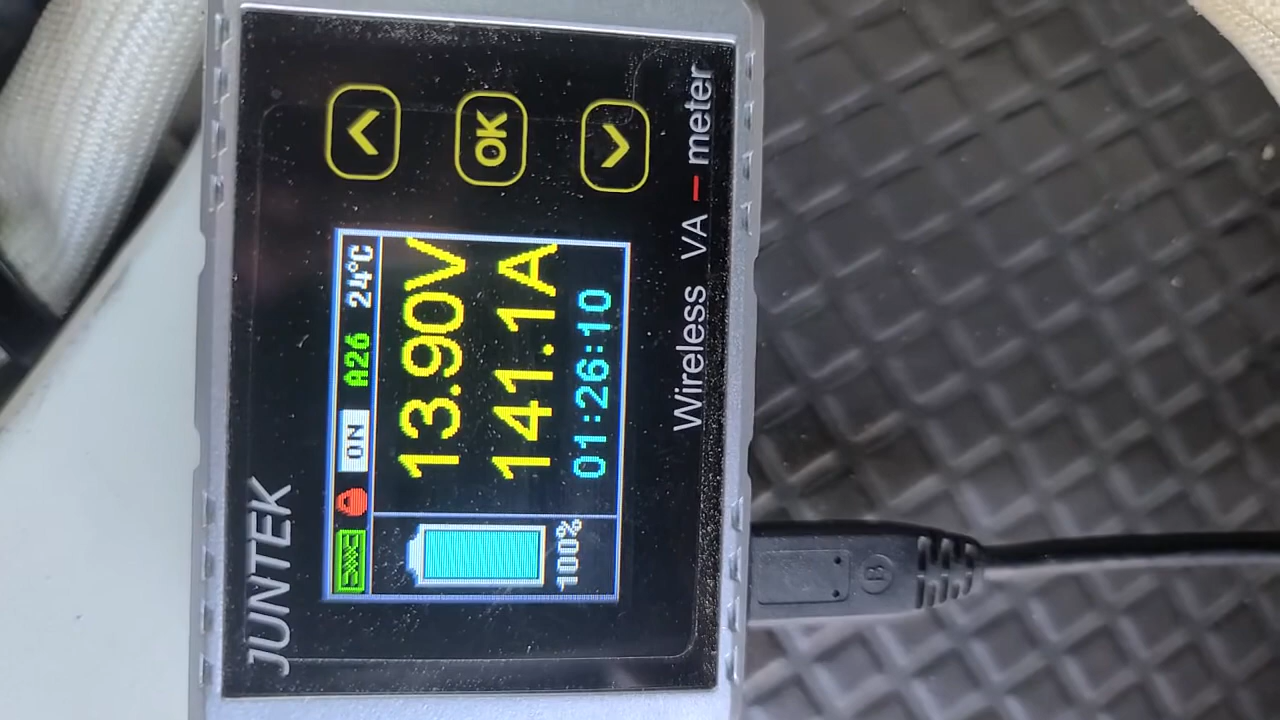 JUNTEK
ON A26 24°C
13.90V
141.1A
01:26:10
100%
OK
Wireless VA-meter
B